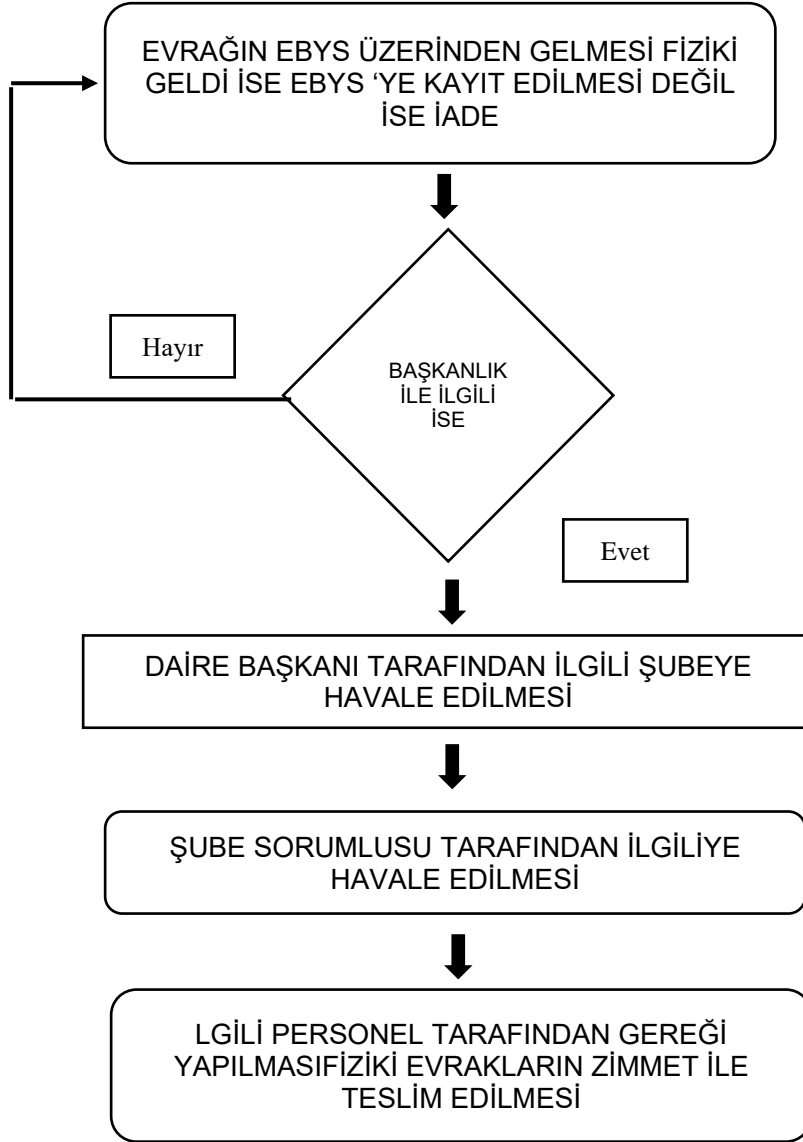 EVRAĞIN EBYS ÜZERİNDEN GELMESİ FİZİKİ
GELDİ İSE EBYS ‘YE KAYIT EDİLMESİ DEĞİL
İSE İADE
Hayır
BAŞKANLIK
İLE İLGİLİ
İSE
Evet
DAİRE BAŞKANI TARAFINDAN İLGİLİ ŞUBEYE
HAVALE EDİLMESİ
ŞUBE SORUMLUSU TARAFINDAN İLGİLİYE
HAVALE EDİLMESİ
LGİLİ PERSONEL TARAFINDAN GEREĞİ
YAPILMASIFİZİKİ EVRAKLARIN ZİMMET İLE
TESLİM EDİLMESİ